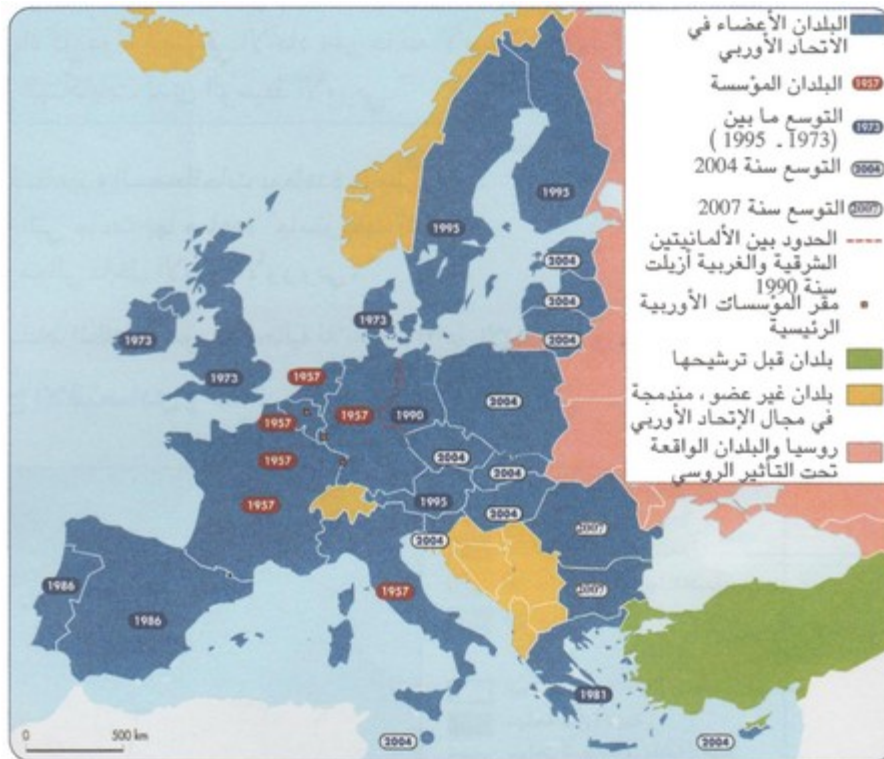 البلدان الأعضاء في
الاتحاد الأوربي
1957 البلدان المؤسسة
1973 التوسع ما بين
(1973 . 1995)
2004 التوسع سنة 2004
2007 التوسع سنة 2007
الحدود بين الألمانيتين
الشرقية والغربية أزيلت
سنة 1990
مقر المؤسسات الأوربية
الرئيسية
بلدان قبل ترشيحها
بلدان غير عضو، مندمجة
في مجال الإتحاد الأوربي
روسيا والبلدان الواقعة
تحت التأثير الروسي
1995
1995
2004
2004
2004
1973
1973
1973
1957
1957
1990
2004
1957
1957
2004
2004
1957
1995
2004
2004
2007
2007
1986
1986
1957
1981
2004
2004
0 500 km